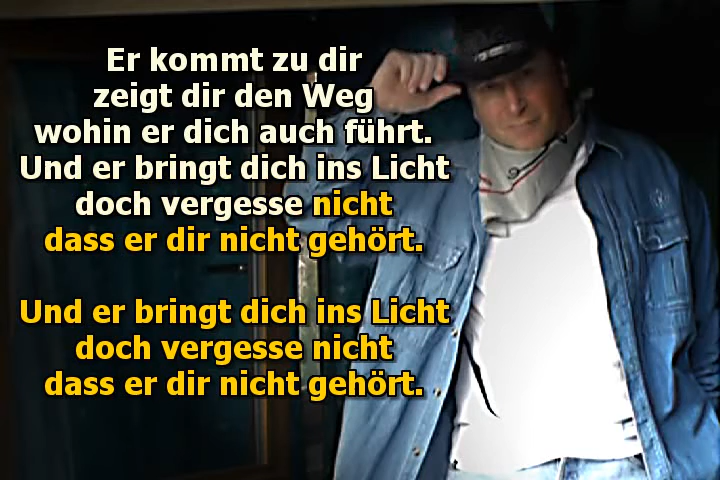 Er kommt zu dir
zeigt dir den Weg
wohin er dich auch führt.
Und er bringt dich ins Licht
doch vergesse nicht
dass er dir nicht gehört.
Und er bringt dich ins Licht
doch vergesse nicht
dass er dir nicht gehört.